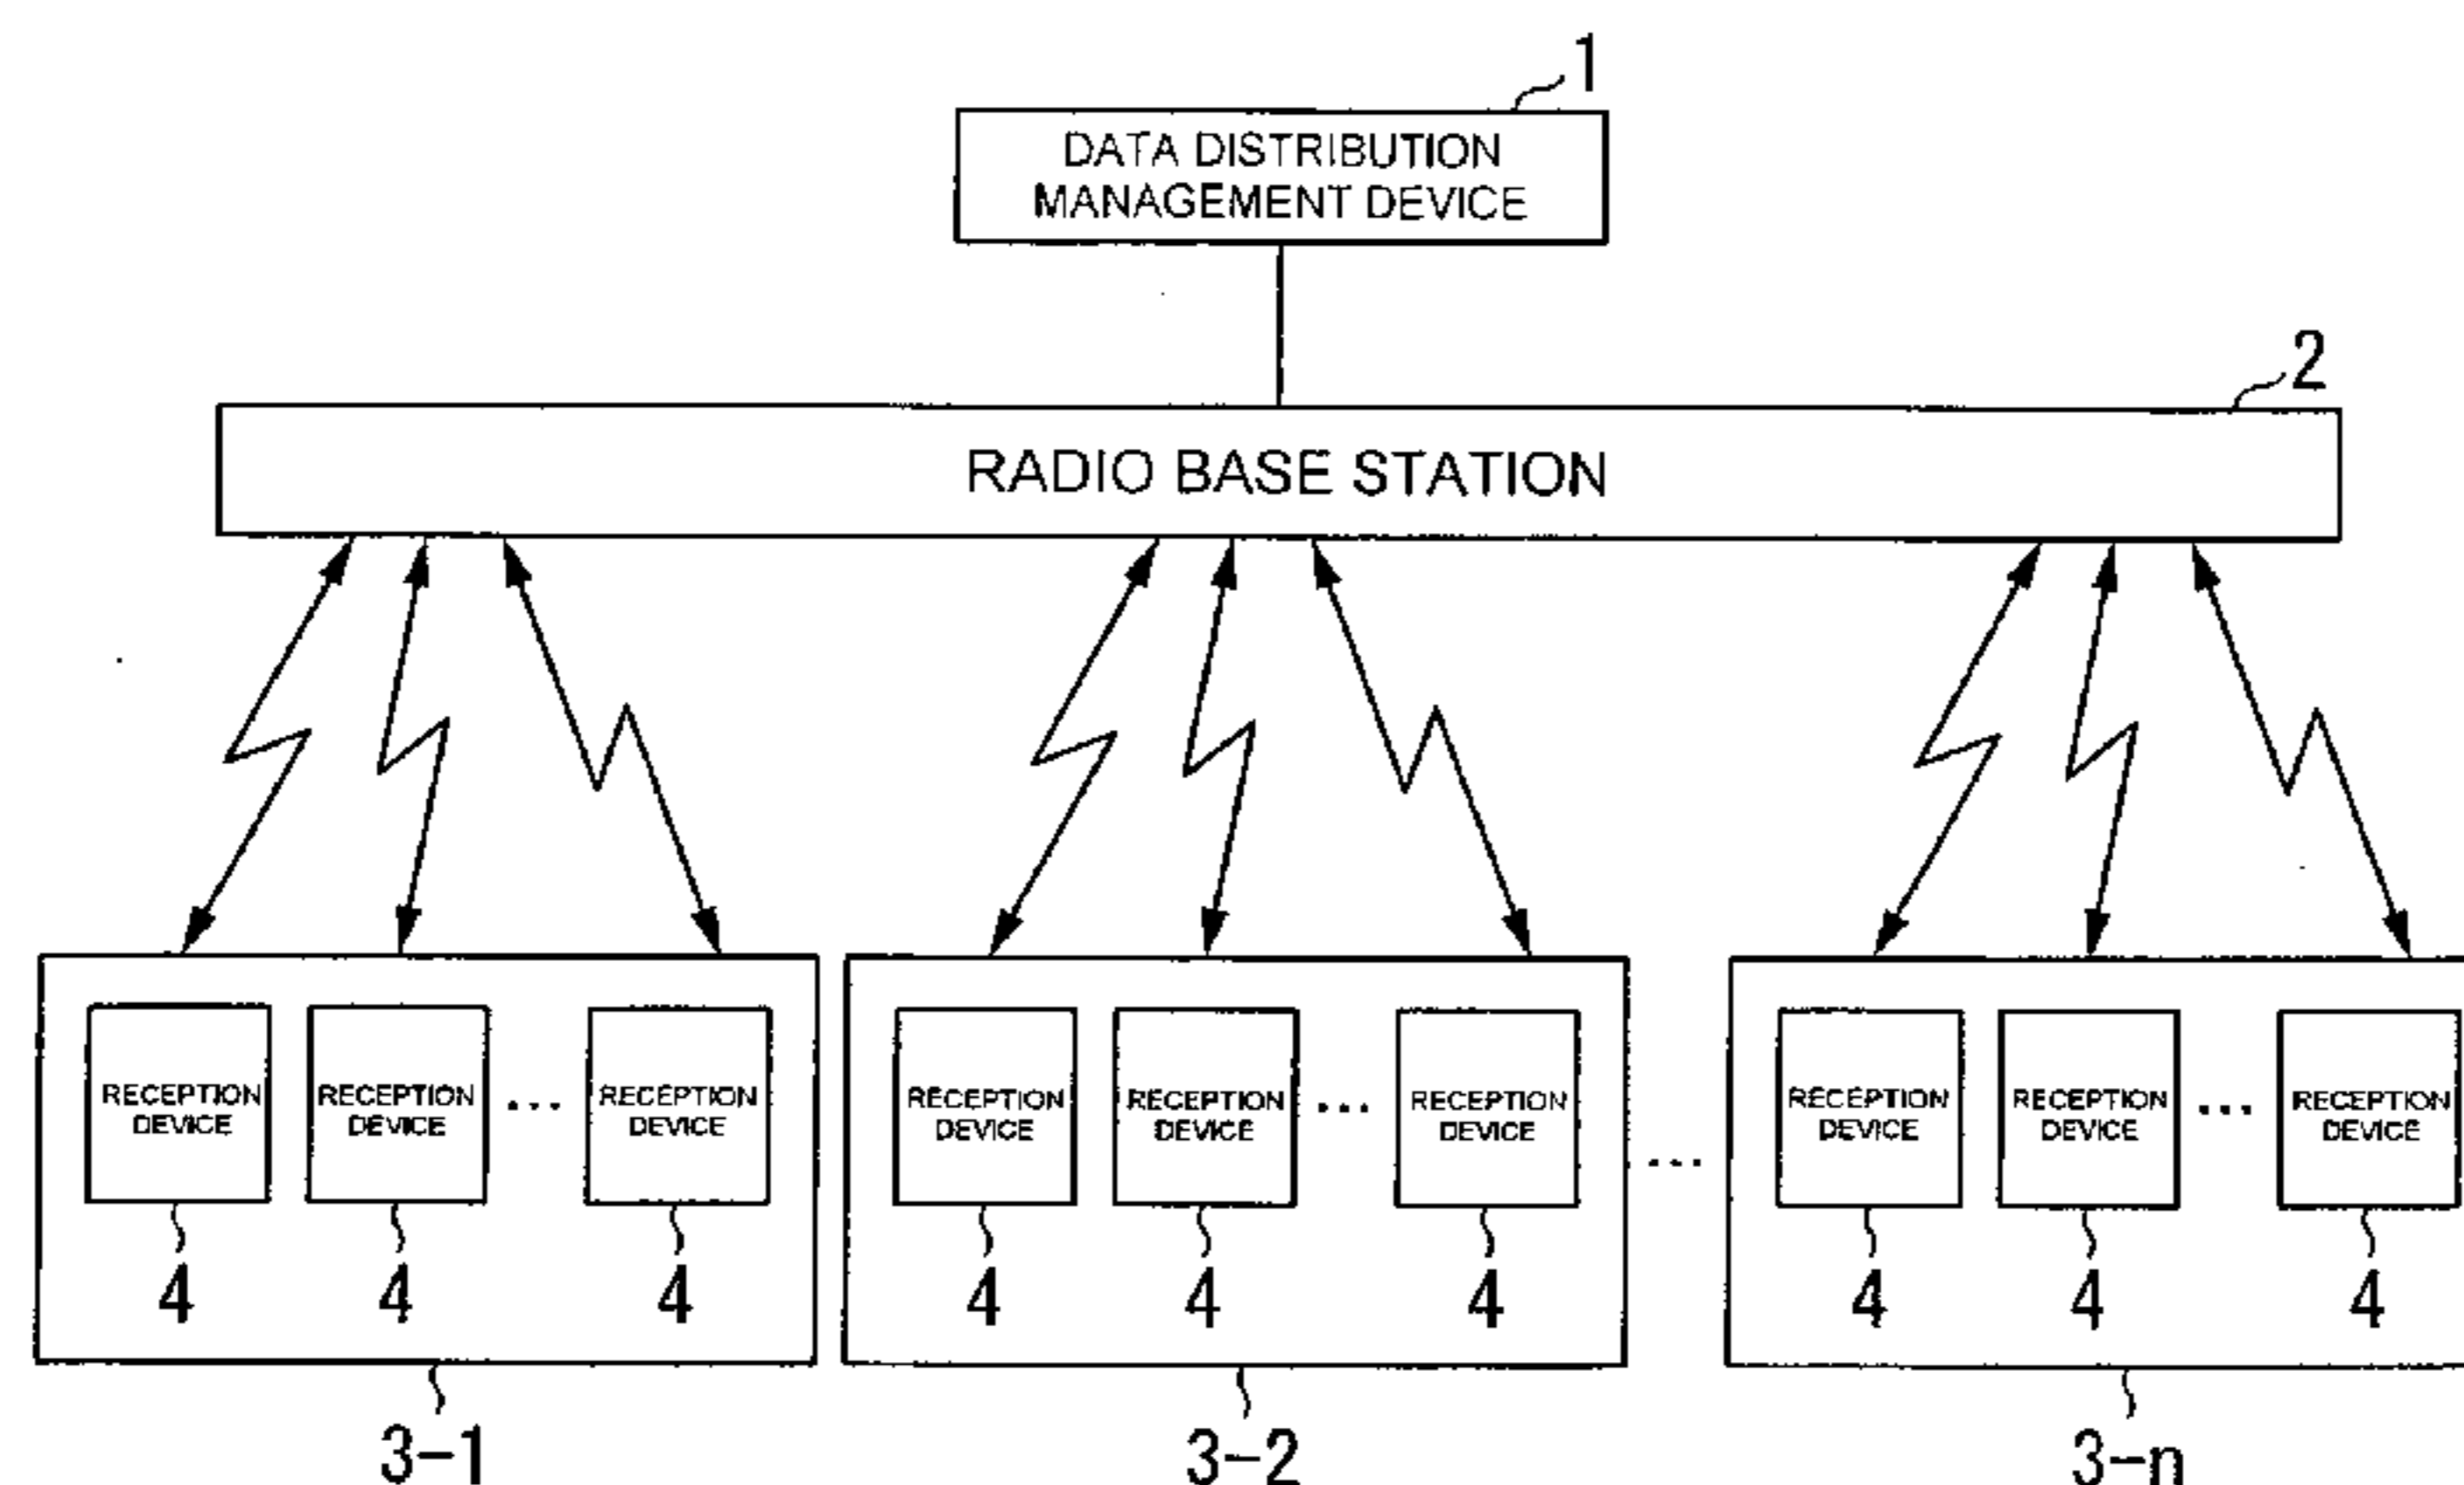 1
DATA DISTRIBUTION
MANAGEMENT DEVICE
2
RADIO BASE STATION
RECEPTION
DEVICE
RECEPTION
DEVICE
...
RECEPTION
DEVICE
RECEPTION
DEVICE
RECEPTION
DEVICE
...
RECEPTION
DEVICE
...
RECEPTION
DEVICE
RECEPTION
DEVICE
...
RECEPTION
DEVICE
4 4 4 4 4 4 4 4 4
3-1 3-2 3-n